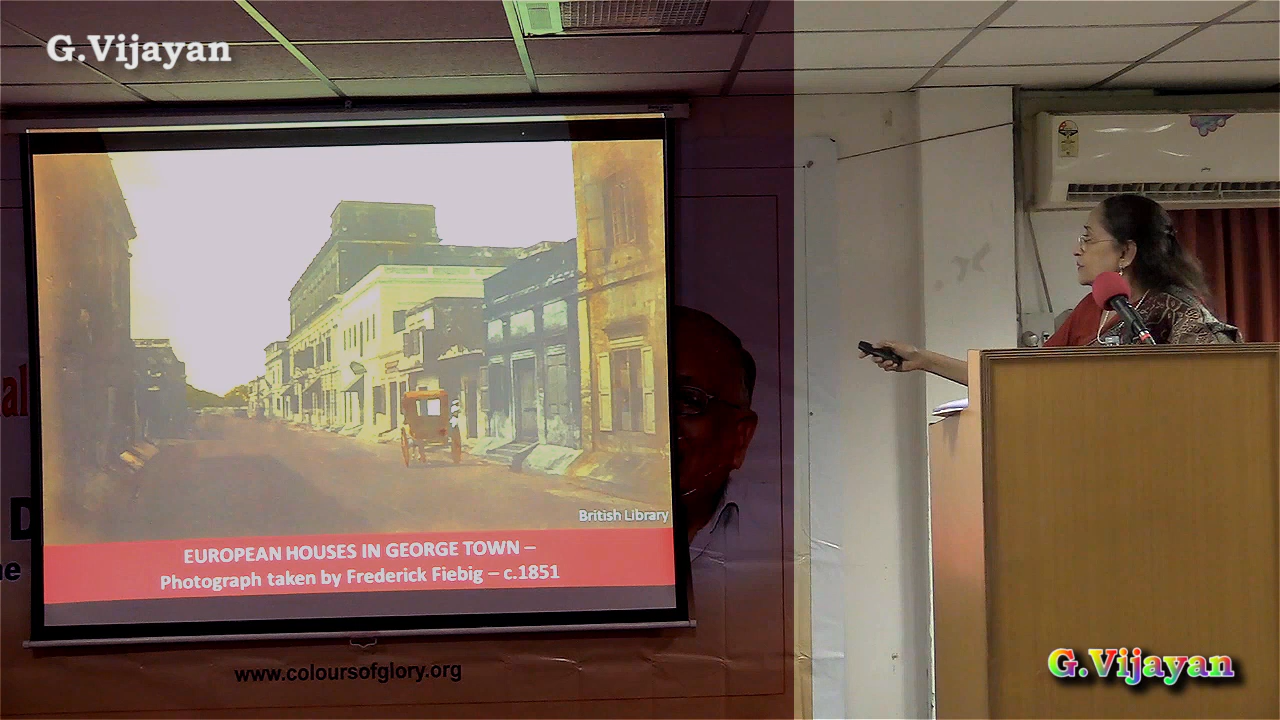 G.Vijayan
British Library
EUROPEAN HOUSES IN GEORGE TOWN –
Photograph taken by Frederick Fiebig – c.1851
www.coloursofglory.org
G.Vijayan